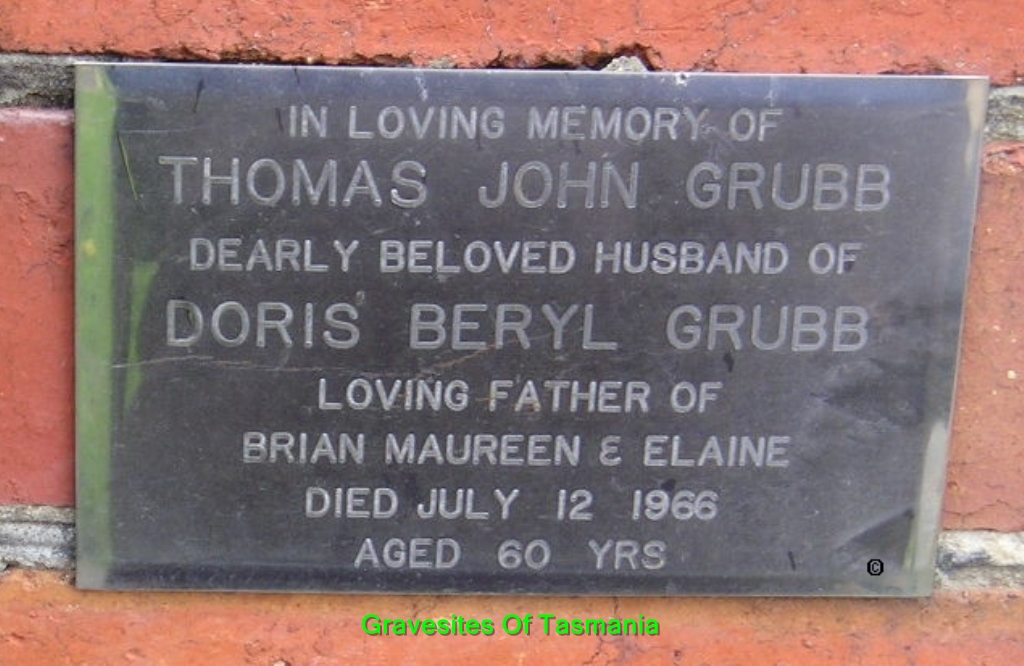 IN LOVING MEMORY OF
THOMAS JOHN GRUBB
DEARLY BELOVED HUSBAND OF
DORIS BERYL GRUBB
LOVING FATHER OF
BRIAN MAUREEN & ELAINE
DIED JULY 12 1966
AGED 60 YRS
©
Gravesites Of Tasmania